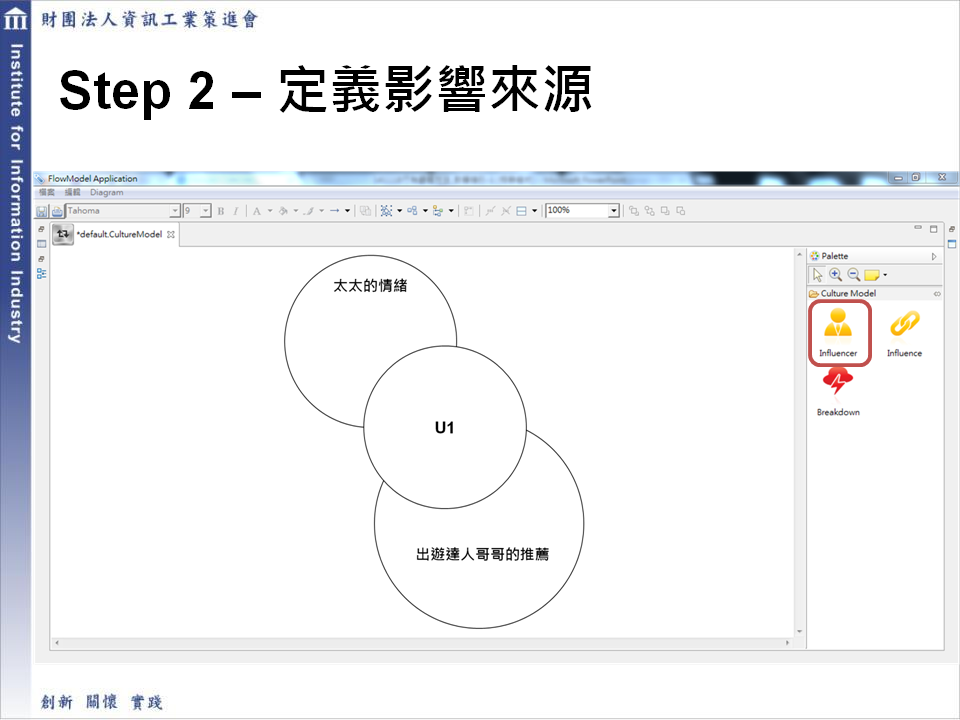 財團法人資訊工業策進會
Institute for Information Industry
Step 2 – 定義影響來源
FlowModel Application
檔案 編輯 Diagram
Tahoma 9 B I A 100%
*default.CultureModel
太太的情緒
U1
出遊達人哥哥的推薦
Palette
Culture Model
Influencer
Influence
Breakdown
創新 關懷 實踐